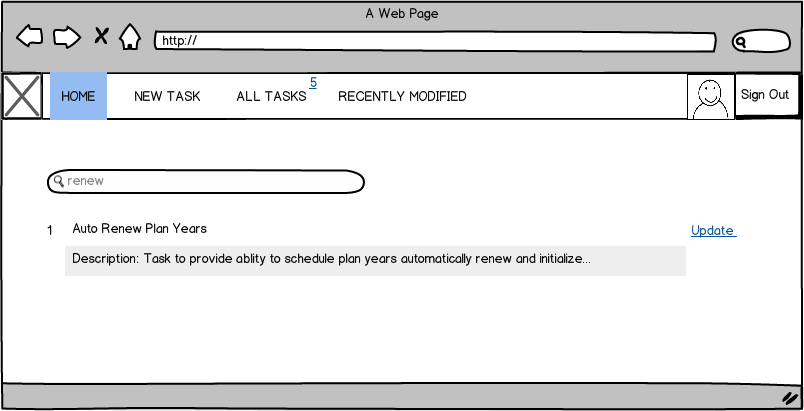 A Web Page
http://
HOME NEW TASK ALL TASKS 5 RECENTLY MODIFIED Sign Out
renew
1 Auto Renew Plan Years Update
Description: Task to provide ablity to schedule plan years automatically renew and initialize...